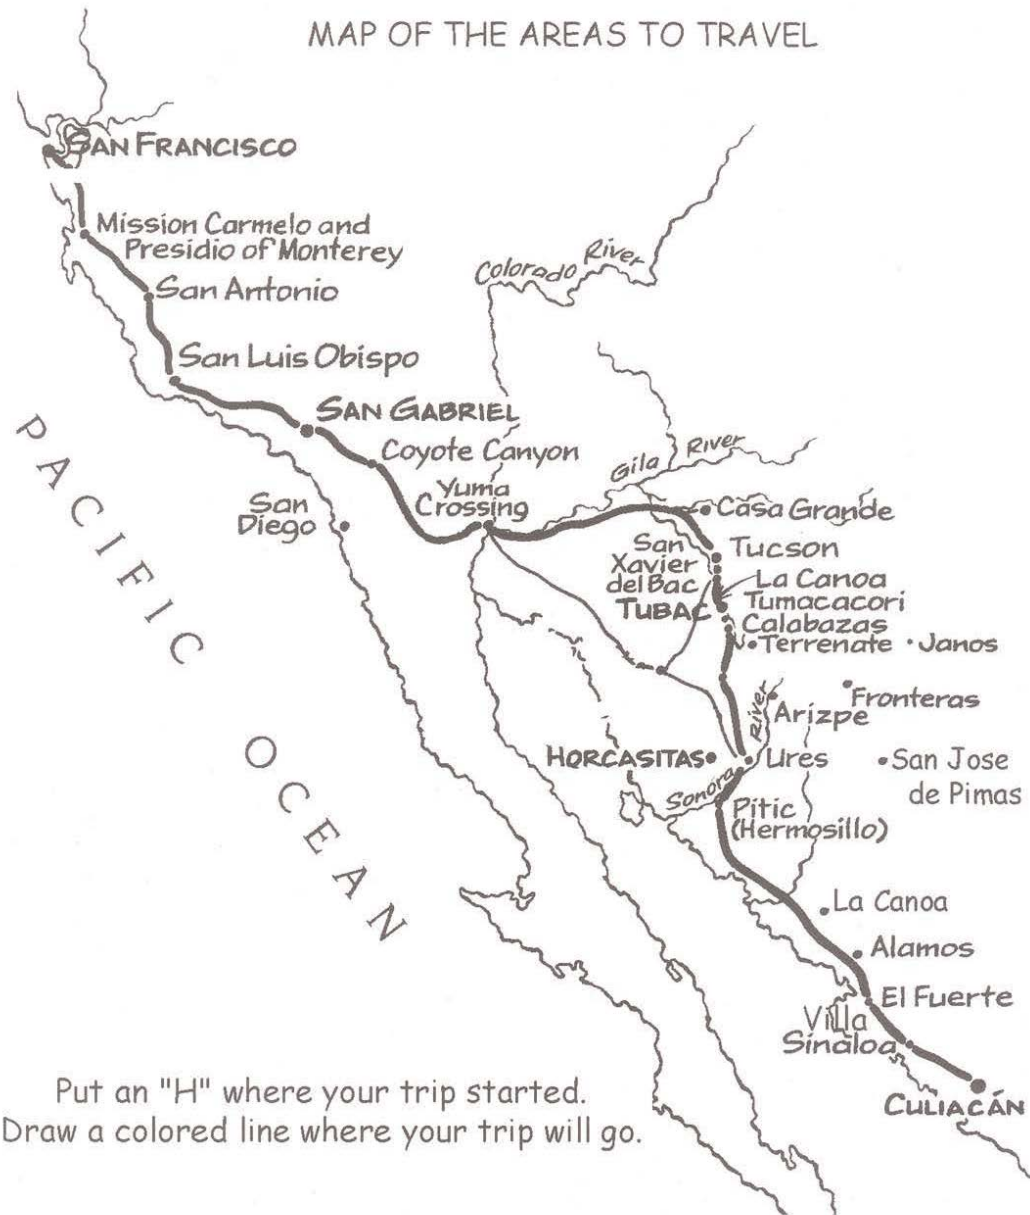 MAP OF THE AREAS TO TRAVEL
SAN FRANCISCO
Mission Carmelo and
Presidio of Monterey
Colorado River
San Antonio
San Luis Obispo
SAN GABRIEL
Coyote Canyon
Gila River
Yuma
Crossing
San
Diego
Casa Grande
San
Xavier
del Bac
Tucson
La Canoa
TUBAC
Tumacacori
Calabazas
Terrenate
Janos
Fronteras
Arizpe
River
Sonora
HORCASITAS
Ures
San Jose
de Pimas
Pitic
(Hermosillo)
PACIFIC OCEAN
La Canoa
Alamos
El Fuerte
Villa
Sinaloa
CULIACÁN
Put an "H" where your trip started.
Draw a colored line where your trip will go.